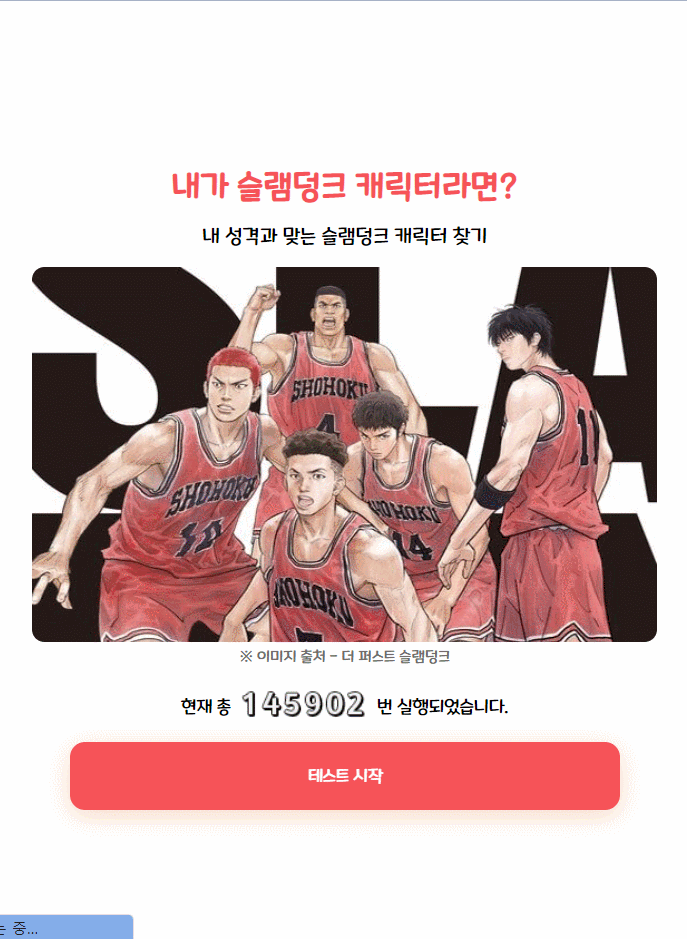 내가 슬램덩크 캐릭터라면?
내 성격과 맞는 슬램덩크 캐릭터 찾기
SLA
SHOHOKU
4
11
SHOHOKU
10
SHOHOKU
14
SHOHOKU
※ 이미지 출처 - 더 퍼스트 슬램덩크
현재 총 145902 번 실행되었습니다.
테스트 시작
는 중...